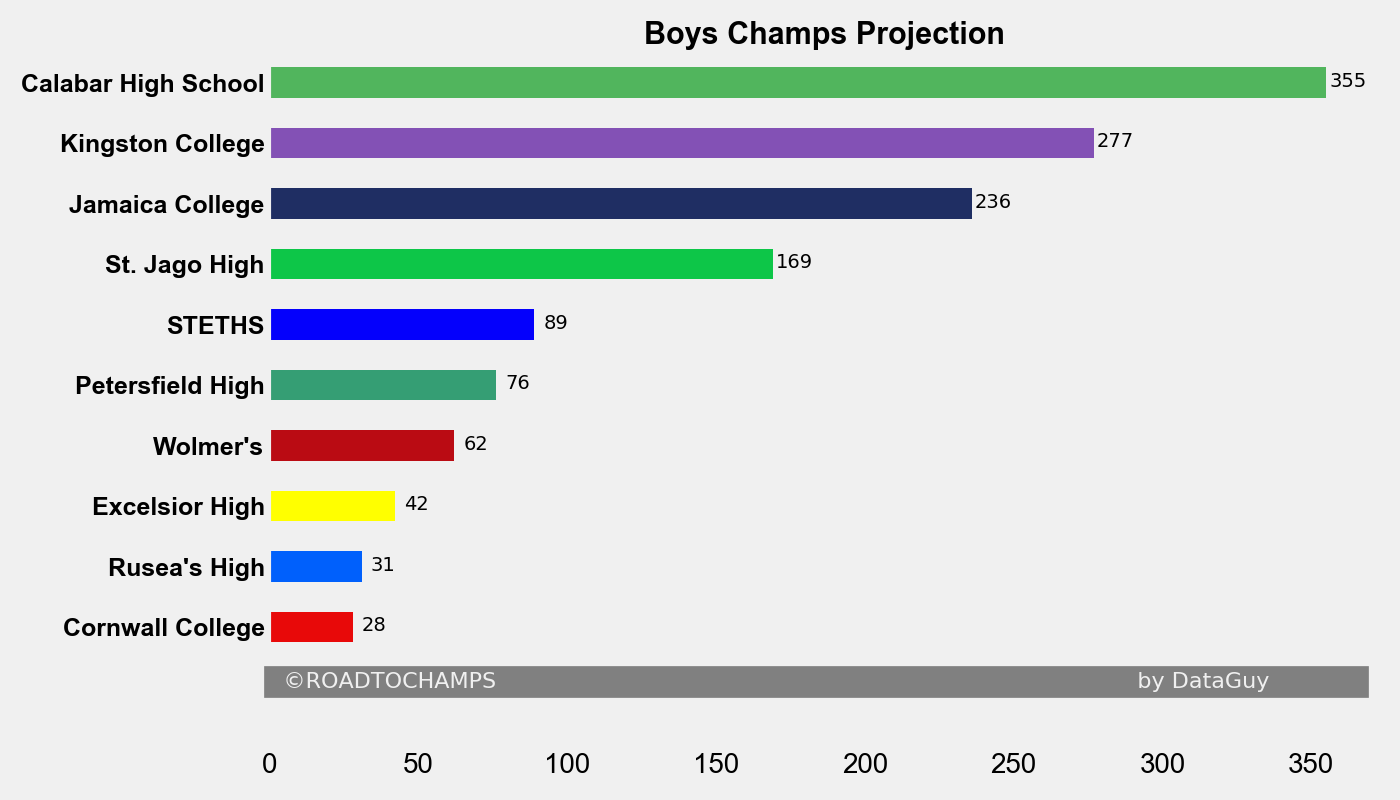 Boys Champs Projection
Calabar High School 355
Kingston College 277
Jamaica College 236
St. Jago High 169
STETHS 89
Petersfield High 76
Wolmer's 62
Excelsior High 42
Rusea's High 31
Cornwall College 28
©ROADTOCHAMPS by DataGuy
0 50 100 150 200 250 300 350